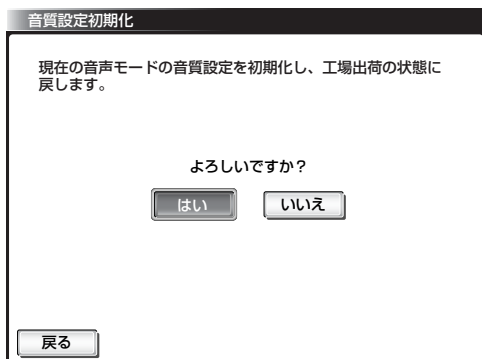 音質設定初期化
現在の音声モードの音質設定を初期化し、工場出荷の状態に
戻します。
よろしいですか？
はい いいえ
戻る